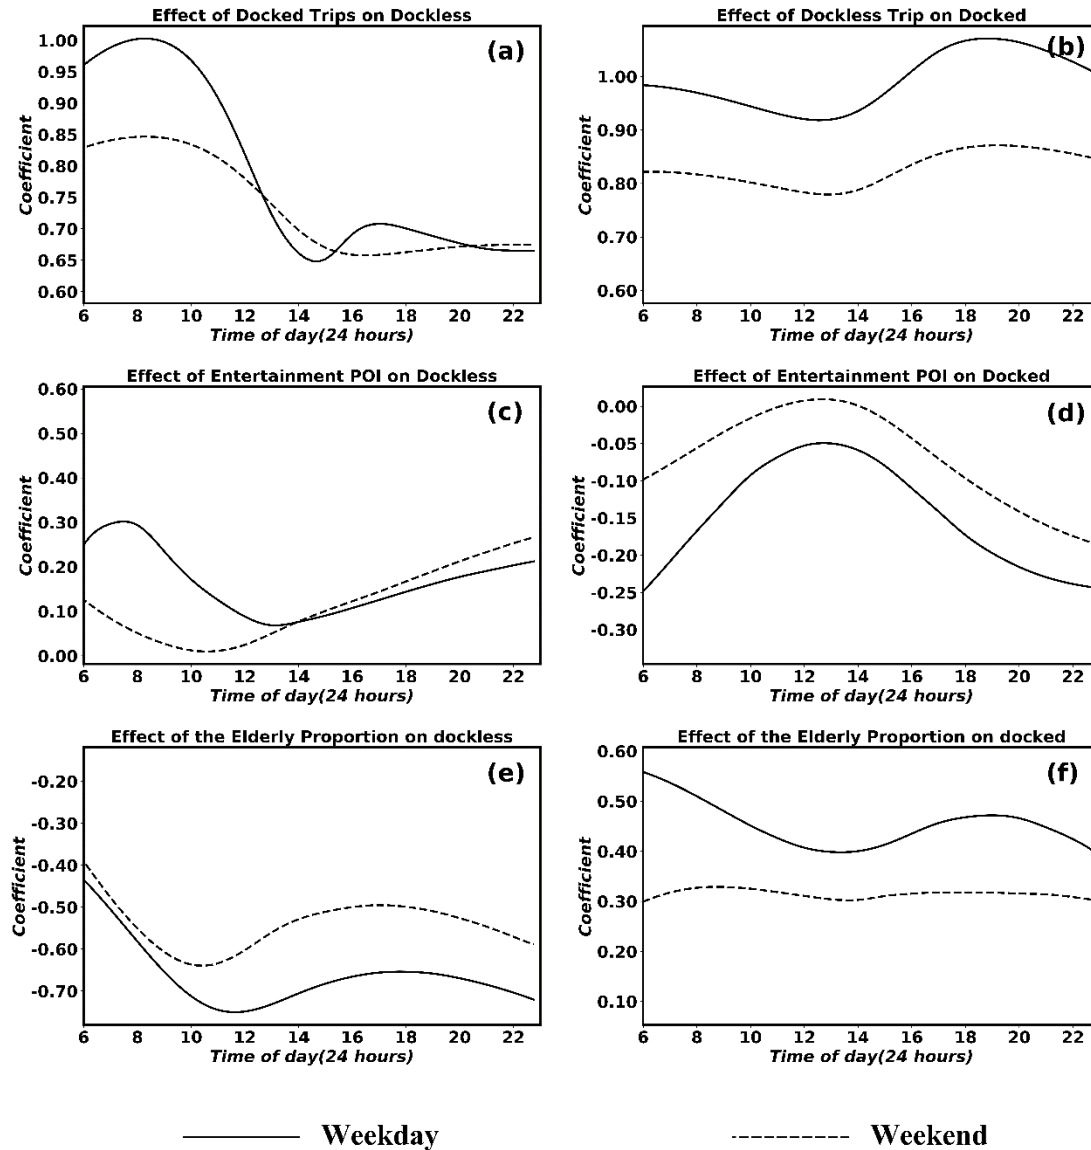 Effect of Docked Trips on Dockless
(a)
1.00
0.95
0.90
0.85
0.80
0.75
0.70
0.65
0.60
Coefficient
6 8 10 12 14 16 18 20 22
Time of day(24 hours)
Effect of Dockless Trip on Docked
(b)
1.00
0.90
0.80
0.70
0.60
Coefficient
6 8 10 12 14 16 18 20 22
Time of day(24 hours)
Effect of Entertainment POI on Dockless
(c)
0.60
0.50
0.40
0.30
0.20
0.10
0.00
Coefficient
6 8 10 12 14 16 18 20 22
Time of day(24 hours)
Effect of Entertainment POI on Docked
(d)
0.00
-0.05
-0.10
-0.15
-0.20
-0.25
-0.30
Coefficient
6 8 10 12 14 16 18 20 22
Time of day(24 hours)
Effect of the Elderly Proportion on dockless
(e)
-0.20
-0.30
-0.40
-0.50
-0.60
-0.70
Coefficient
6 8 10 12 14 16 18 20 22
Time of day(24 hours)
Effect of the Elderly Proportion on docked
(f)
0.60
0.50
0.40
0.30
0.20
0.10
Coefficient
6 8 10 12 14 16 18 20 22
Time of day(24 hours)
Weekday
Weekend